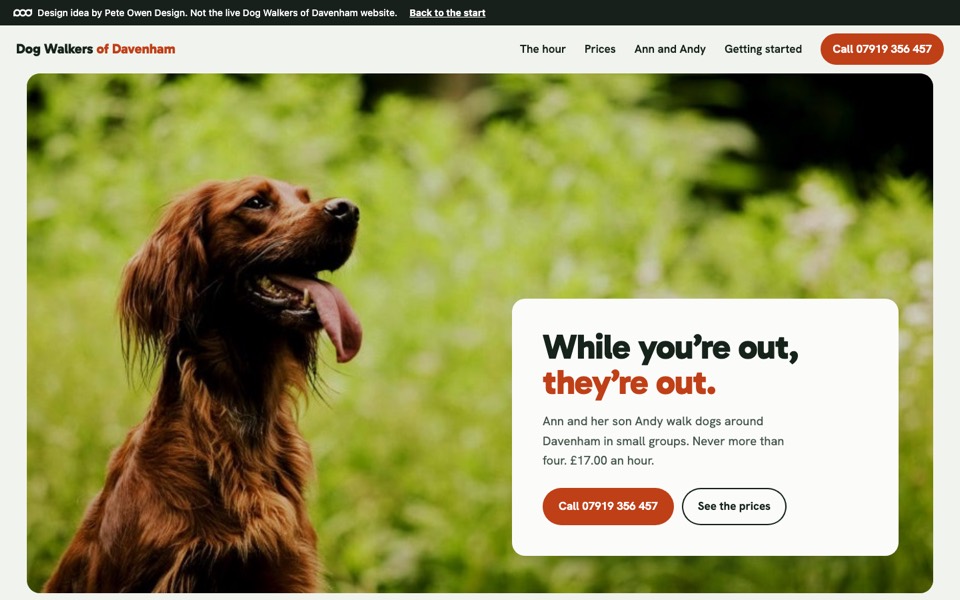 Design idea by Pete Owen Design. Not the live Dog Walkers of Davenham website. Back to the start
Dog Walkers of Davenham
The hour
Prices
Ann and Andy
Getting started
Call 07919 356 457
While you’re out,
they’re out.
Ann and her son Andy walk dogs around
Davenham in small groups. Never more than
four. £17.00 an hour.
Call 07919 356 457
See the prices